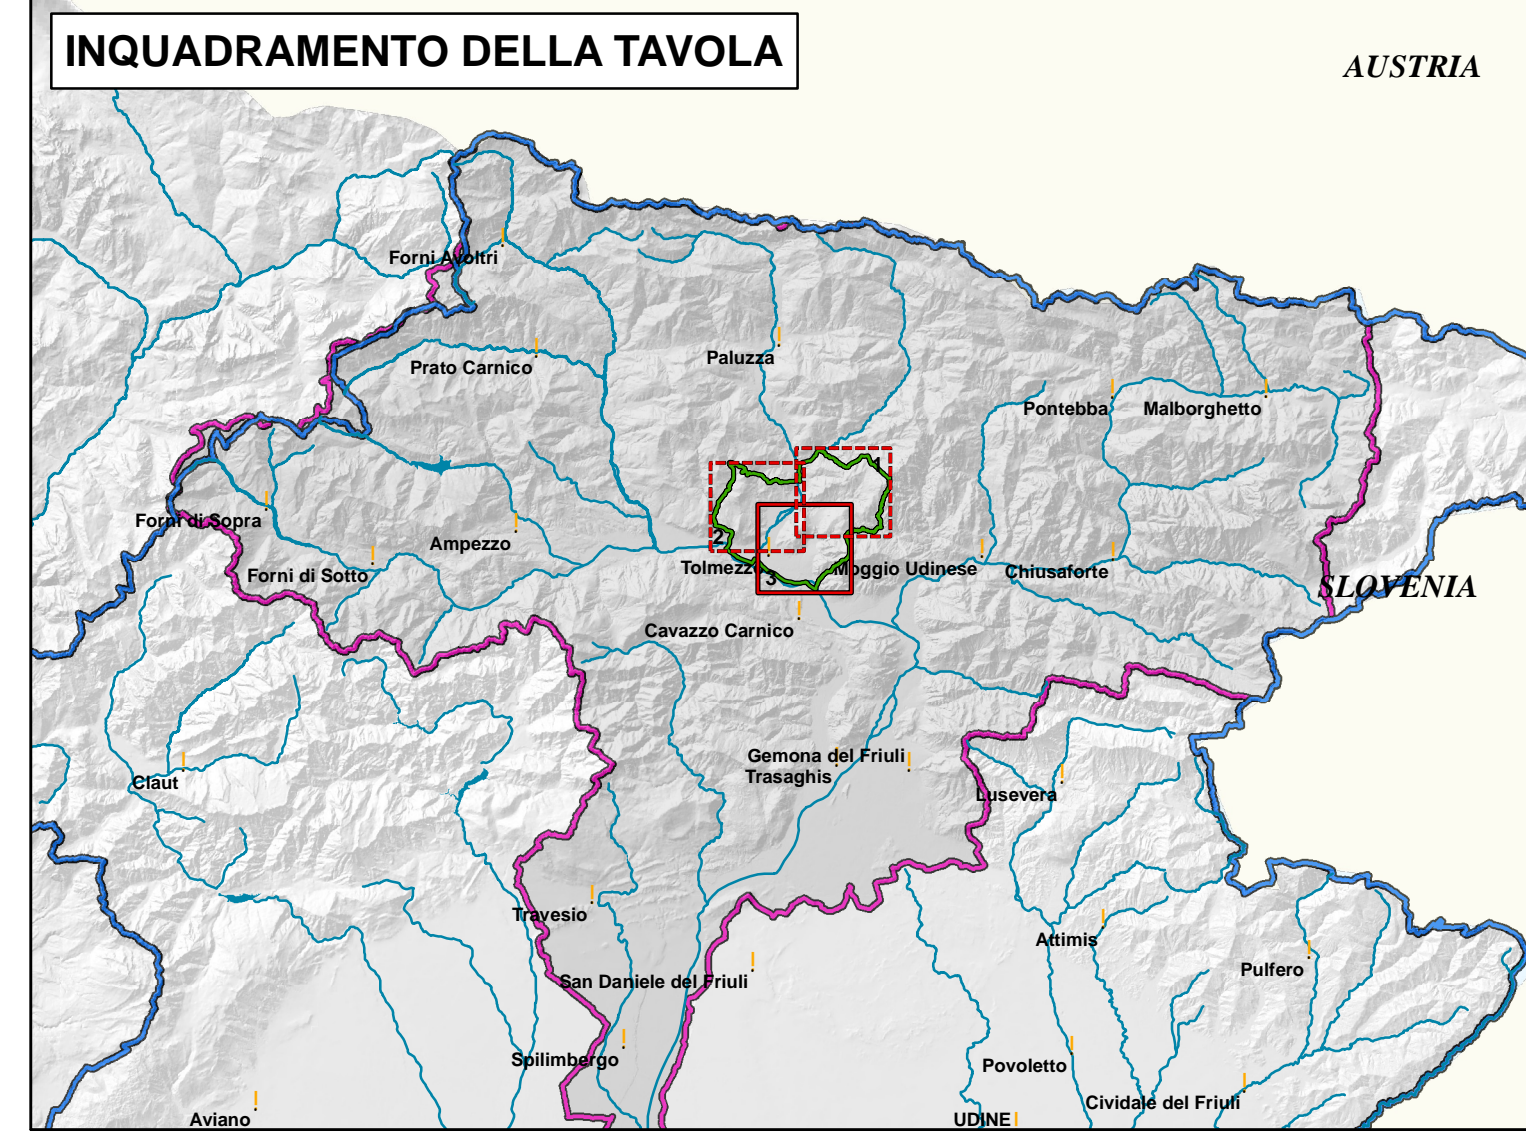 INQUADRAMENTO DELLA TAVOLA
AUSTRIA
Forni Avoltri
Paluzza
Prato Carnico
Pontebba
Malborghetto
1
Forni di Sopra
Ampezzo
2
Tolmezzo
3
Moggio Udinese
Chiusaforte
Forni di Sotto
SLOVENIA
Cavazzo Carnico
Gemona del Friuli
Trasaghis
Claut
Lusevera
Travesio
Attimis
Pulfero
San Daniele del Friuli
Spilimbergo
Povoletto
Cividale del Friuli
Aviano
UDINE